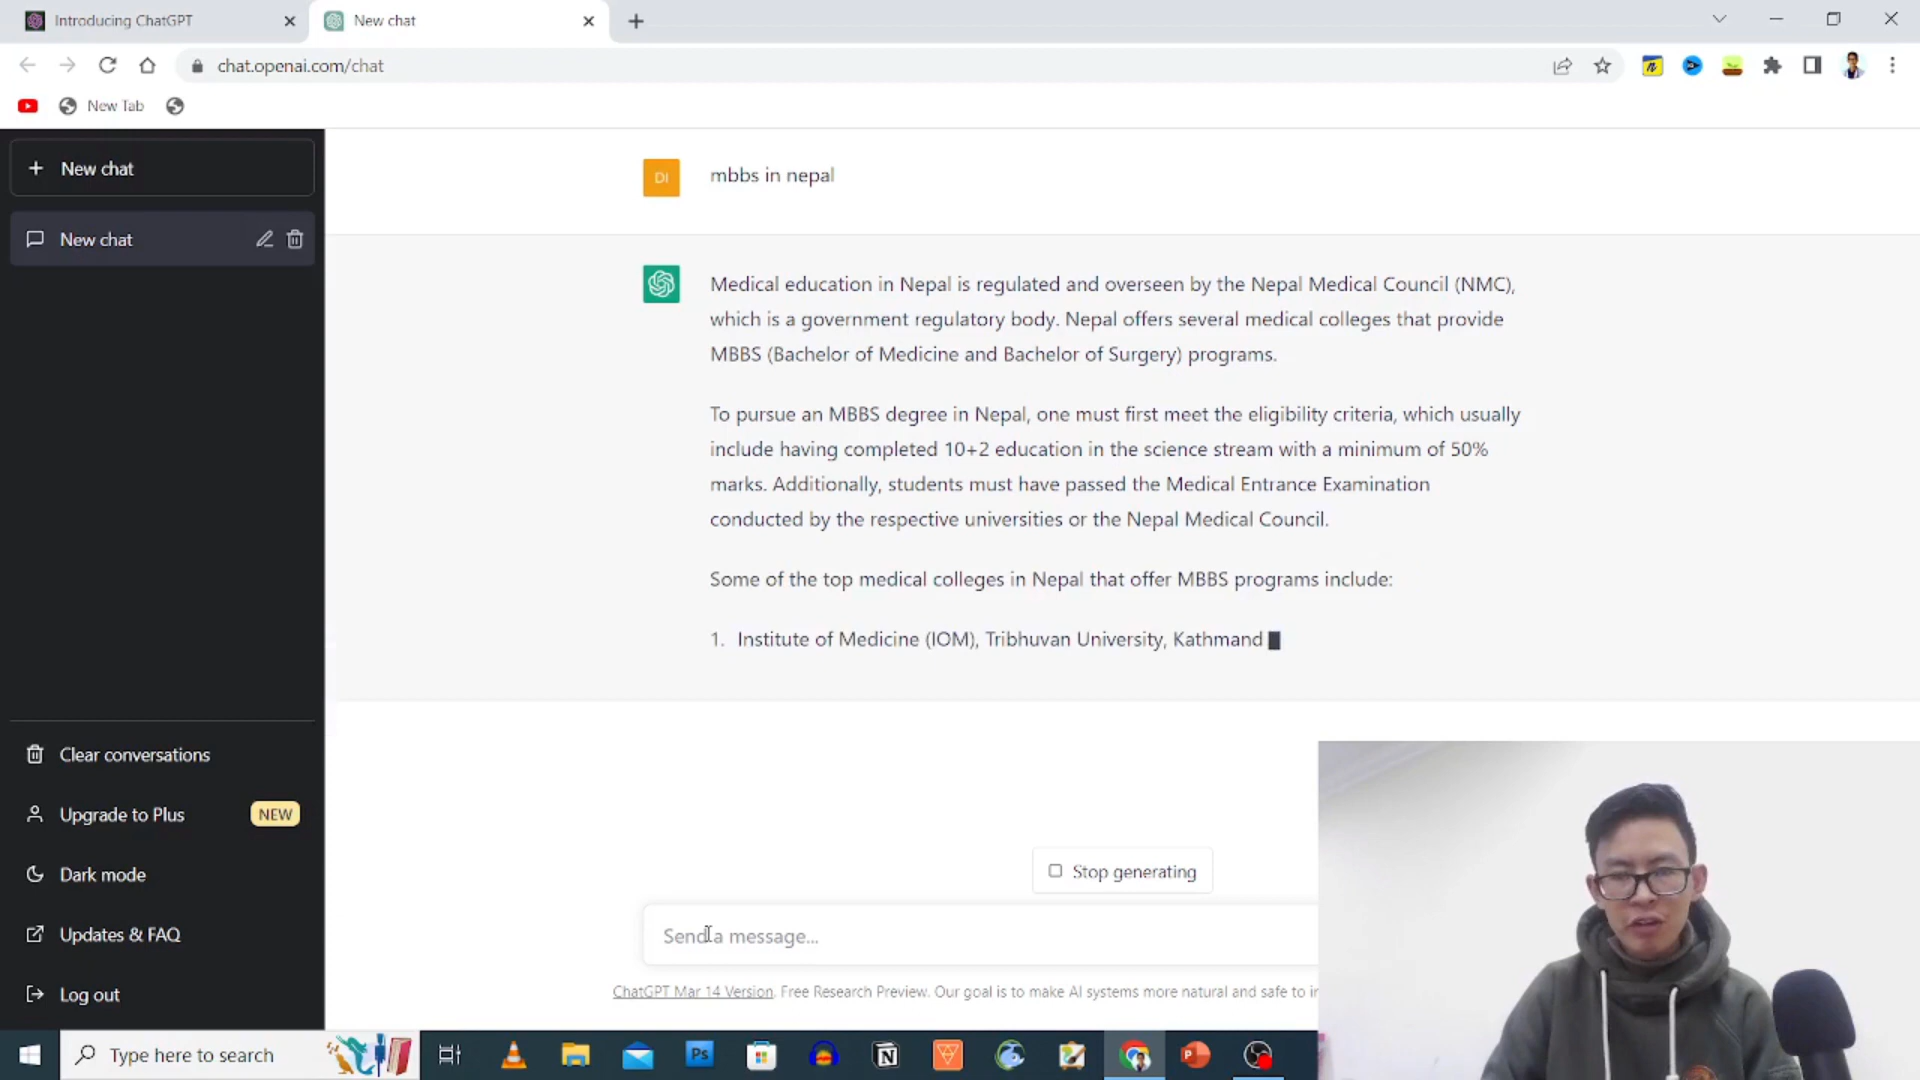 Introducing ChatGPT
New chat
chat.openai.com/chat
New Tab
New chat
New chat
DI
mbbs in nepal
Medical education in Nepal is regulated and overseen by the Nepal Medical Council (NMC),
which is a government regulatory body. Nepal offers several medical colleges that provide
MBBS (Bachelor of Medicine and Bachelor of Surgery) programs.
To pursue an MBBS degree in Nepal, one must first meet the eligibility criteria, which usually
include having completed 10+2 education in the science stream with a minimum of 50%
marks. Additionally, students must have passed the Medical Entrance Examination
conducted by the respective universities or the Nepal Medical Council.
Some of the top medical colleges in Nepal that offer MBBS programs include:
1. Institute of Medicine (IOM), Tribhuvan University, Kathmand
Clear conversations
Upgrade to Plus NEW
Dark mode
Updates & FAQ
Log out
Stop generating
Send a message...
ChatGPT Mar 14 Version. Free Research Preview. Our goal is to make AI systems more natural and safe to in
Type here to search
Ps